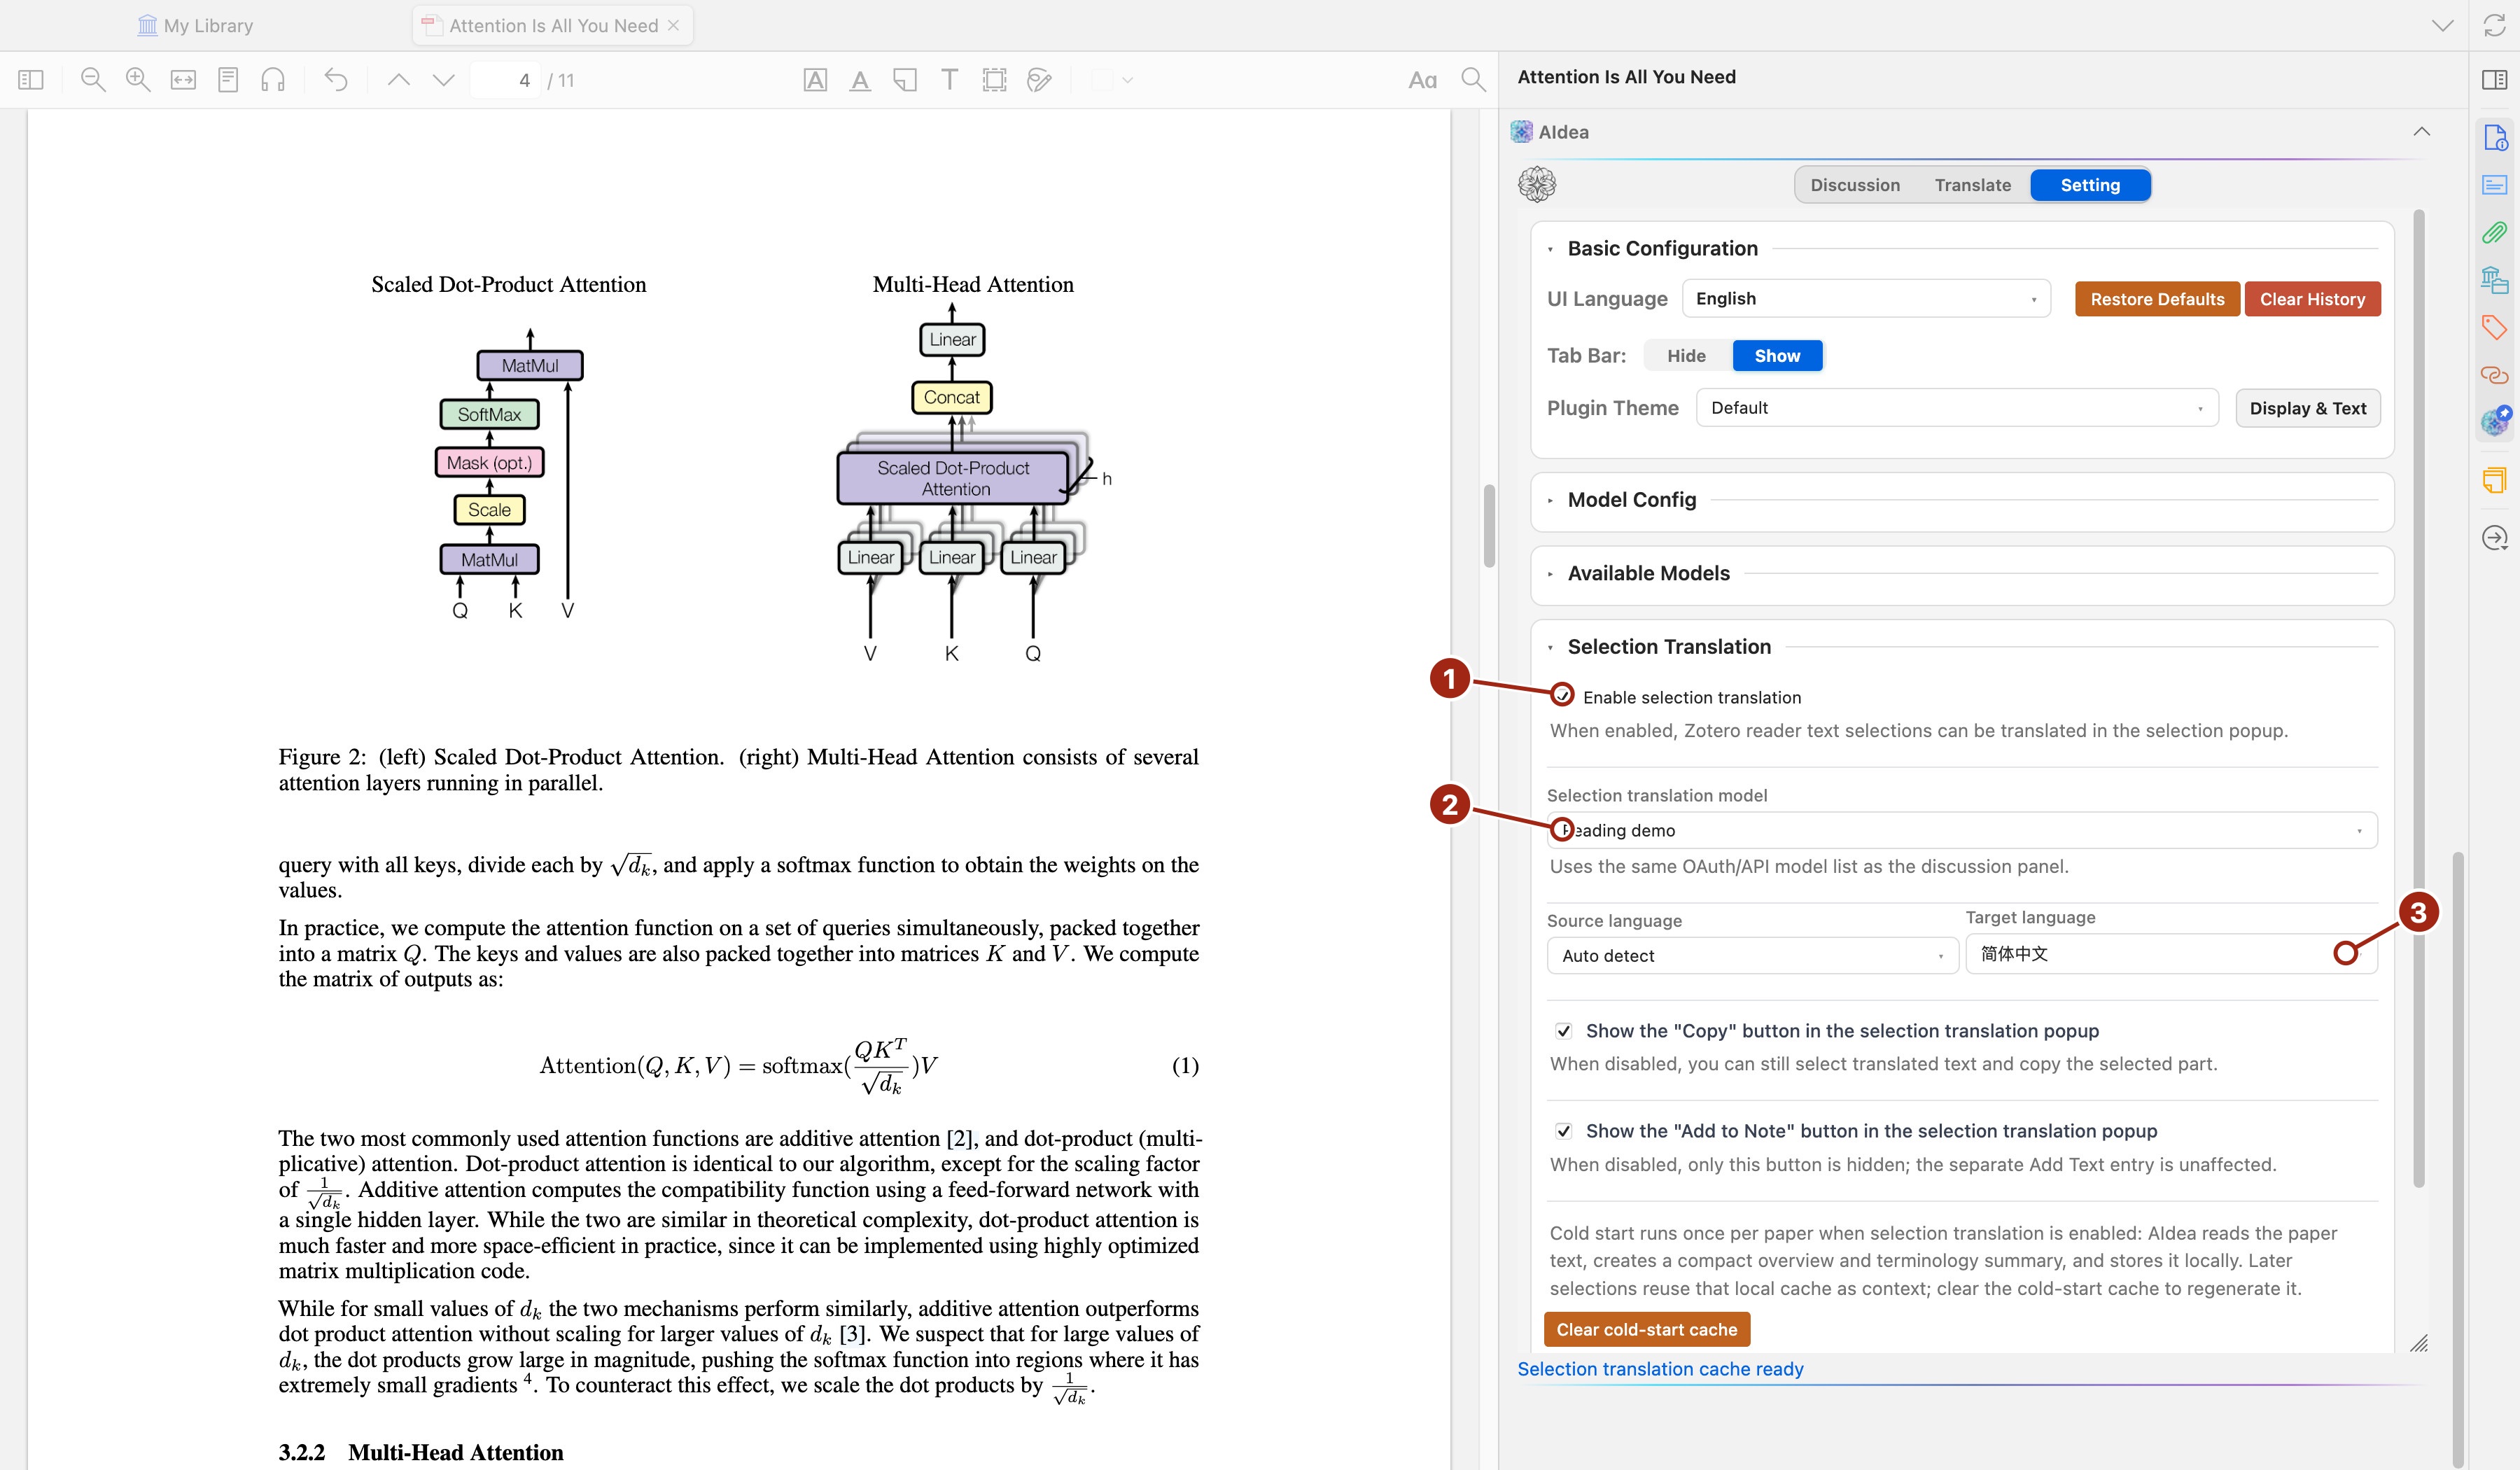 My Library
Attention Is All You Need
4 / 11
Aa
Scaled Dot-Product Attention
MatMul
SoftMax
Mask (opt.)
Scale
MatMul
Q K V
Multi-Head Attention
Linear
Concat
Scaled Dot-Product
Attention
h
Linear Linear Linear
V K Q
Figure 2: (left) Scaled Dot-Product Attention. (right) Multi-Head Attention consists of several
attention layers running in parallel.
query with all keys, divide each by √dk, and apply a softmax function to obtain the weights on the
values.
In practice, we compute the attention function on a set of queries simultaneously, packed together
into a matrix Q. The keys and values are also packed together into matrices K and V. We compute
the matrix of outputs as:
Attention(Q, K, V) = softmax(QK^T/√dk)V (1)
The two most commonly used attention functions are additive attention [2], and dot-product (multi-
plicative) attention. Dot-product attention is identical to our algorithm, except for the scaling factor
of 1/√dk. Additive attention computes the compatibility function using a feed-forward network with
a single hidden layer. While the two are similar in theoretical complexity, dot-product attention is
much faster and more space-efficient in practice, since it can be implemented using highly optimized
matrix multiplication code.
While for small values of dk the two mechanisms perform similarly, additive attention outperforms
dot product attention without scaling for larger values of dk [3]. We suspect that for large values of
dk, the dot products grow large in magnitude, pushing the softmax function into regions where it has
extremely small gradients 4. To counteract this effect, we scale the dot products by 1/√dk.
3.2.2 Multi-Head Attention
Attention Is All You Need
AIdea
Discussion Translate Setting
Basic Configuration
UI Language English Restore Defaults Clear History
Tab Bar: Hide Show
Plugin Theme Default Display & Text
Model Config
Available Models
Selection Translation
1
Enable selection translation
When enabled, Zotero reader text selections can be translated in the selection popup.
Selection translation model
2
Reading demo
Uses the same OAuth/API model list as the discussion panel.
3
Source language Target language
Auto detect 简体中文
Show the "Copy" button in the selection translation popup
When disabled, you can still select translated text and copy the selected part.
Show the "Add to Note" button in the selection translation popup
When disabled, only this button is hidden; the separate Add Text entry is unaffected.
Cold start runs once per paper when selection translation is enabled: AIdea reads the paper
text, creates a compact overview and terminology summary, and stores it locally. Later
selections reuse that local cache as context; clear the cold-start cache to regenerate it.
Clear cold-start cache
Selection translation cache ready